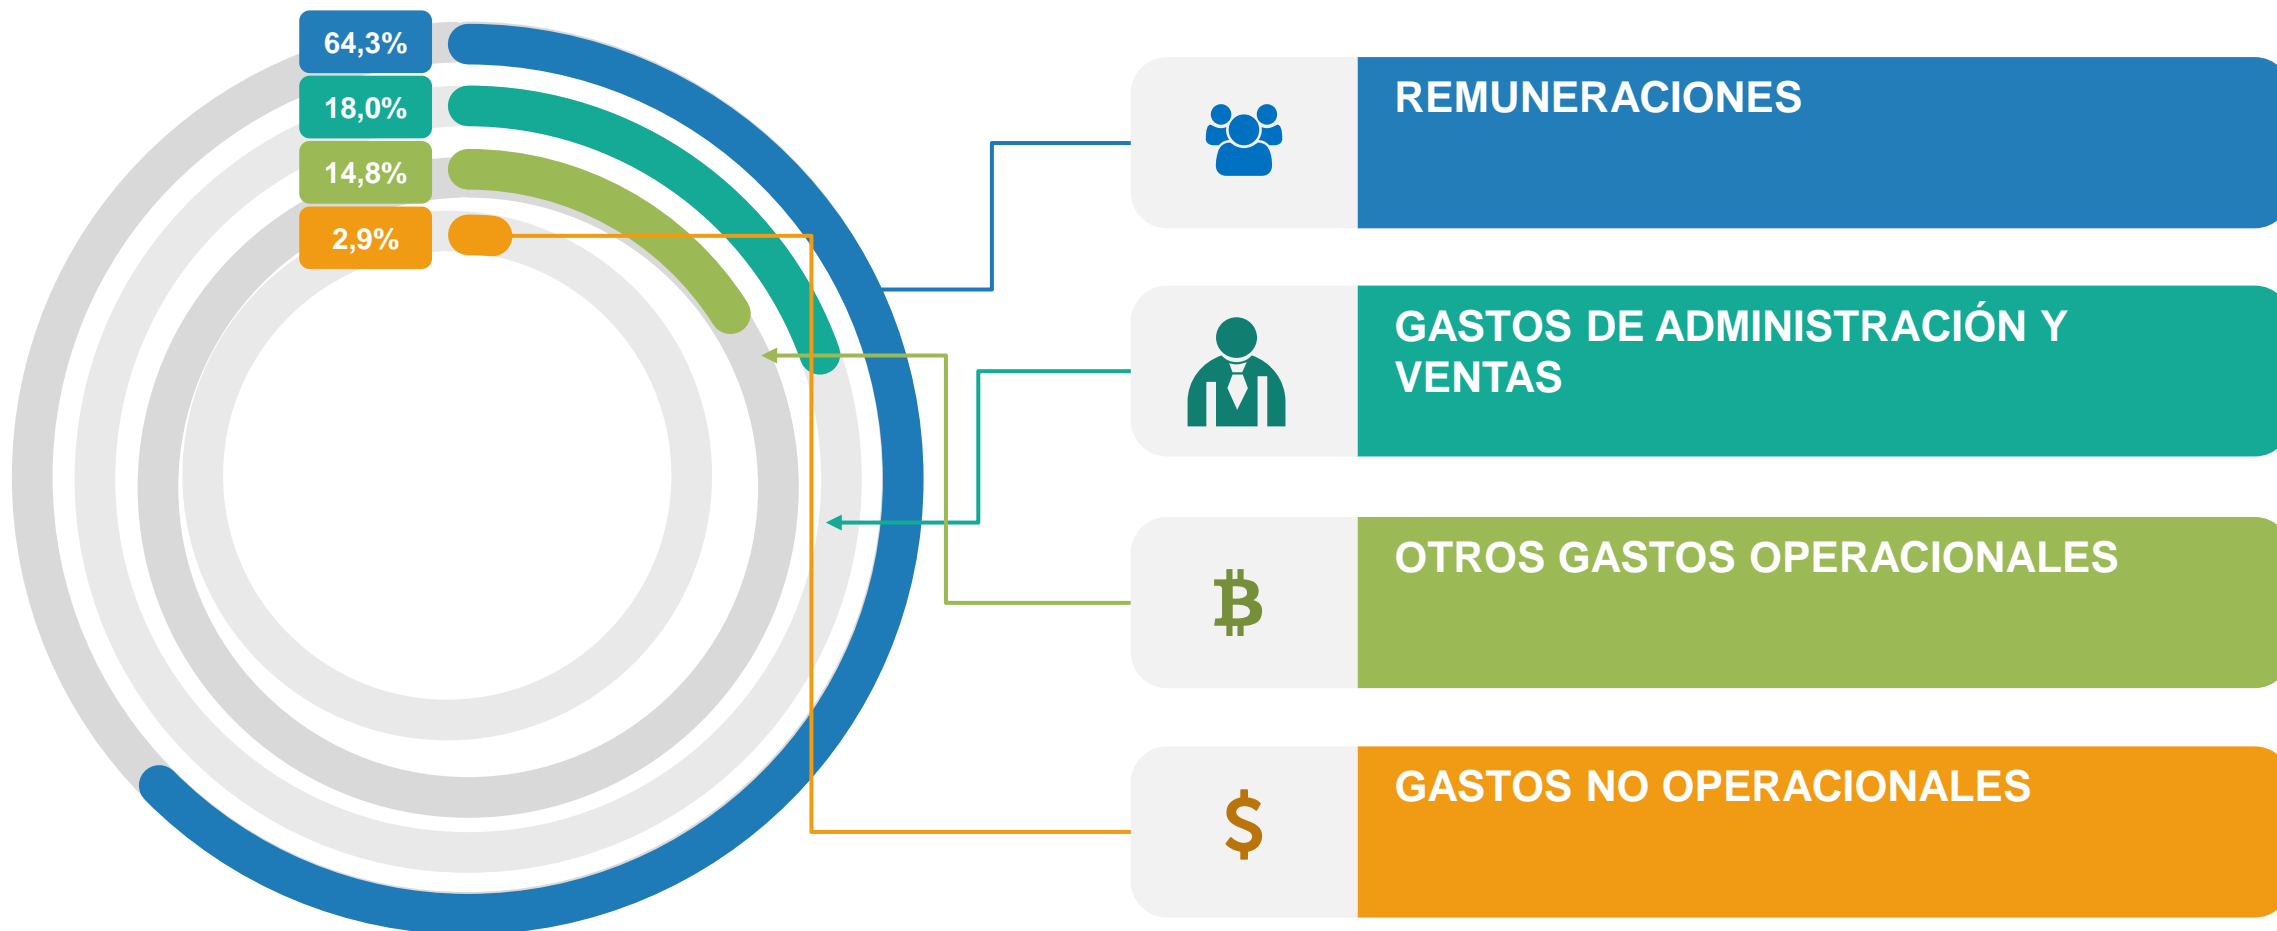 64,3%
18,0%
14,8%
2,9%
REMUNERACIONES
GASTOS DE ADMINISTRACIÓN Y
VENTAS
OTROS GASTOS OPERACIONALES
GASTOS NO OPERACIONALES